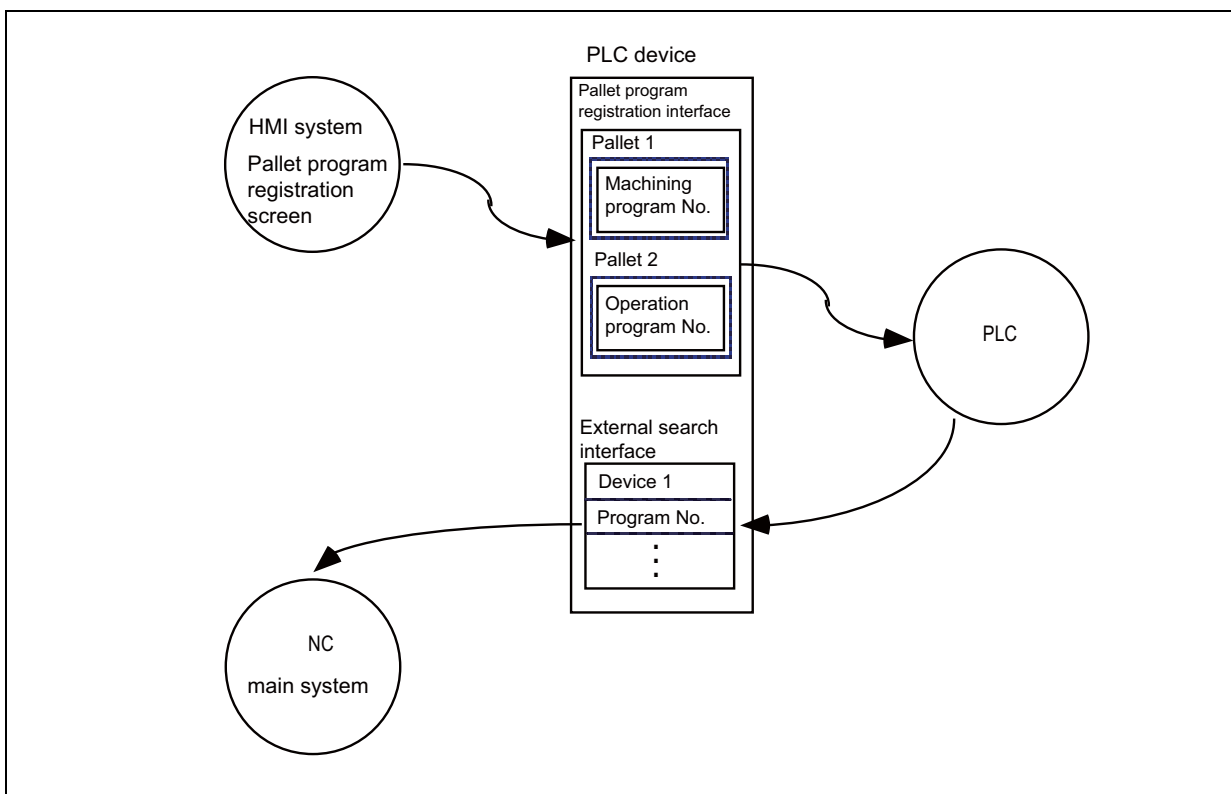 PLC device
HMI system
Pallet program
registration
screen
Pallet program
registration interface
Pallet 1
Machining
program No.
Pallet 2
Operation
program No.
PLC
External search
interface
Device 1
Program No.
NC
main system